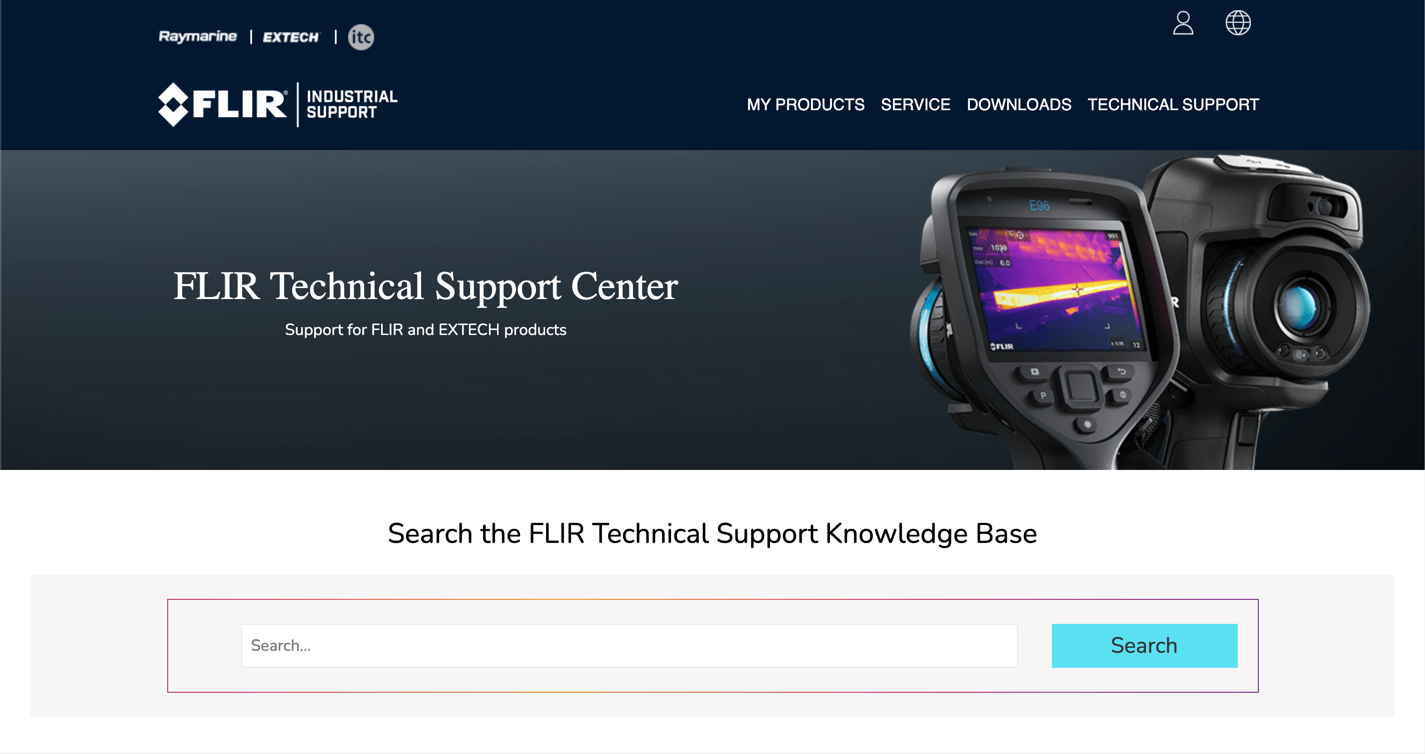 Raymarine | EXTECH | itc
FLIR® | INDUSTRIAL
SUPPORT
MY PRODUCTS SERVICE DOWNLOADS TECHNICAL SUPPORT
FLIR Technical Support Center
Support for FLIR and EXTECH products
E96
FLIR
12
P
R
Search the FLIR Technical Support Knowledge Base
Search...
Search